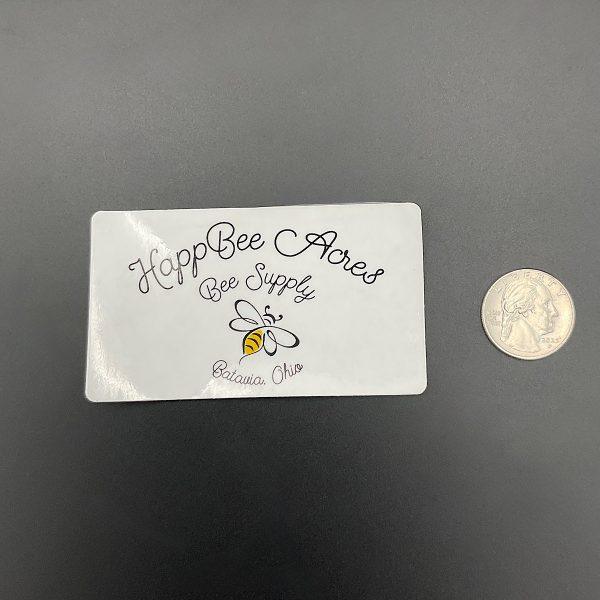 HappBee Acres
Bee Supply
Batavia, Ohio
LIBERTY